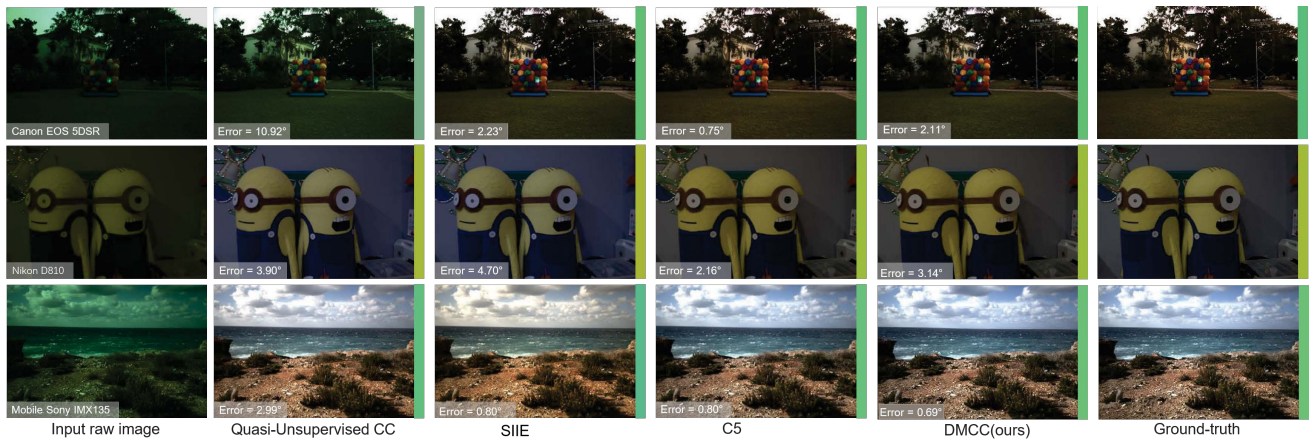 Canon EOS 5DSR
Error = 10.92°
Error = 2.23°
Error = 0.75°
Error = 2.11°
Nikon D810
Error = 3.90°
Error = 4.70°
Error = 2.16°
Error = 3.14°
Mobile Sony IMX135
Error = 2.99°
Error = 0.80°
Error = 0.80°
Error = 0.69°
Input raw image
Quasi-Unsupervised CC
SIIE
C5
DMCC(ours)
Ground-truth